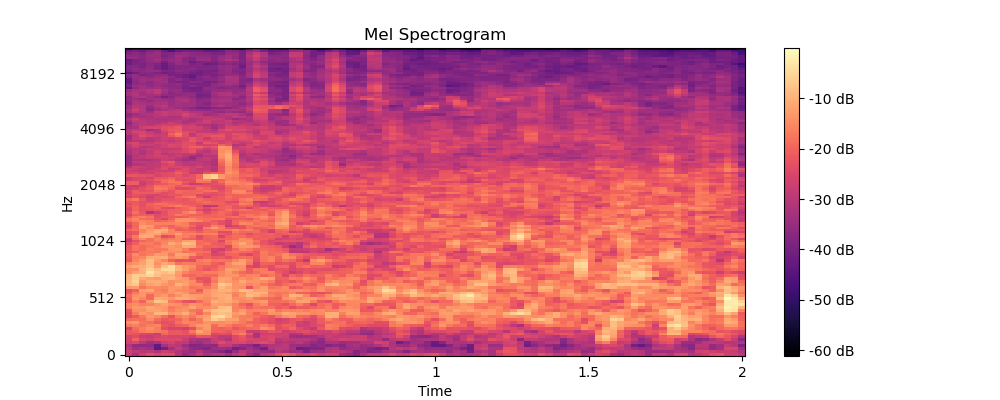 Mel Spectrogram
8192
4096
2048
1024
512
0
Hz
0
0.5
1
1.5
2
Time
-10 dB
-20 dB
-30 dB
-40 dB
-50 dB
-60 dB